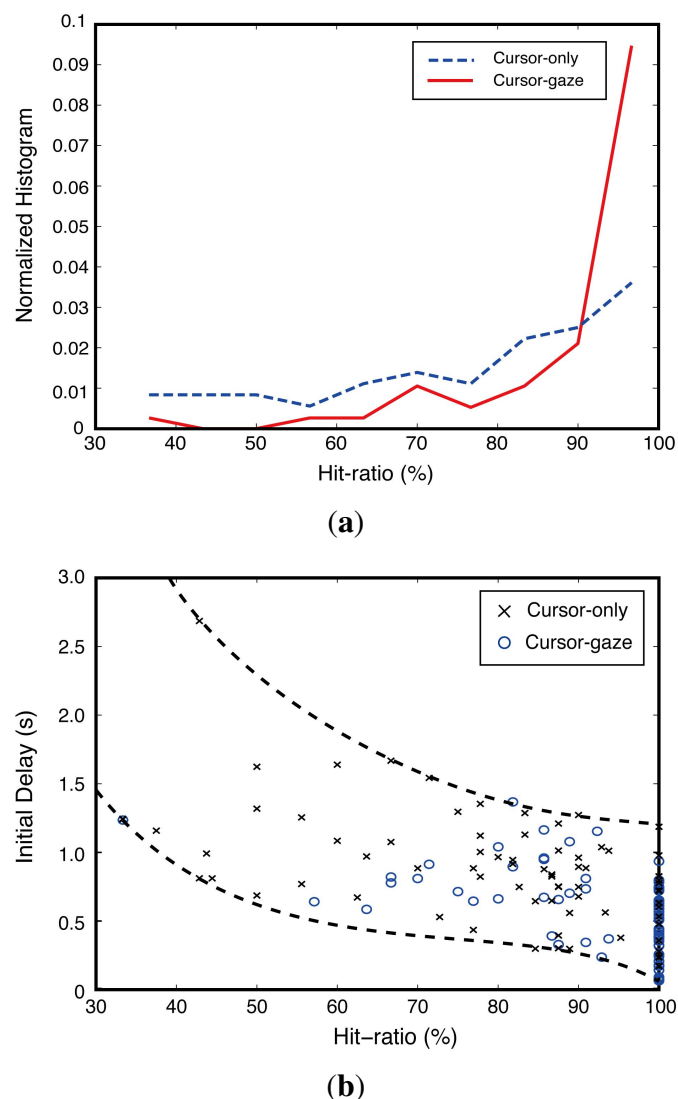 0.1
0.09
0.08
0.07
0.06
0.05
0.04
0.03
0.02
0.01
0
Normalized Histogram
Cursor-only
Cursor-gaze
30 40 50 60 70 80 90 100
Hit-ratio (%)
(a)
3.0
2.5
2.0
1.5
1.0
0.5
0
Initial Delay (s)
Cursor-only
Cursor-gaze
30 40 50 60 70 80 90 100
Hit–ratio (%)
(b)